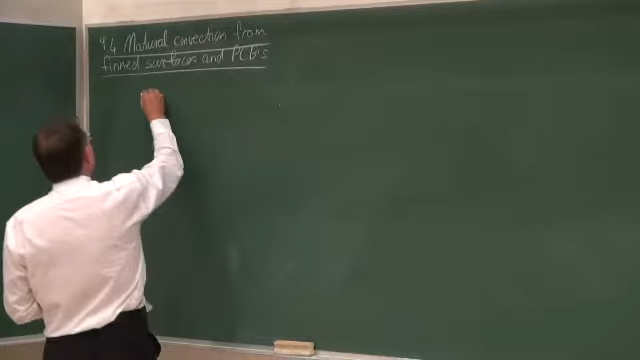 9.4 Natural convection from
finned surfaces and PCB's